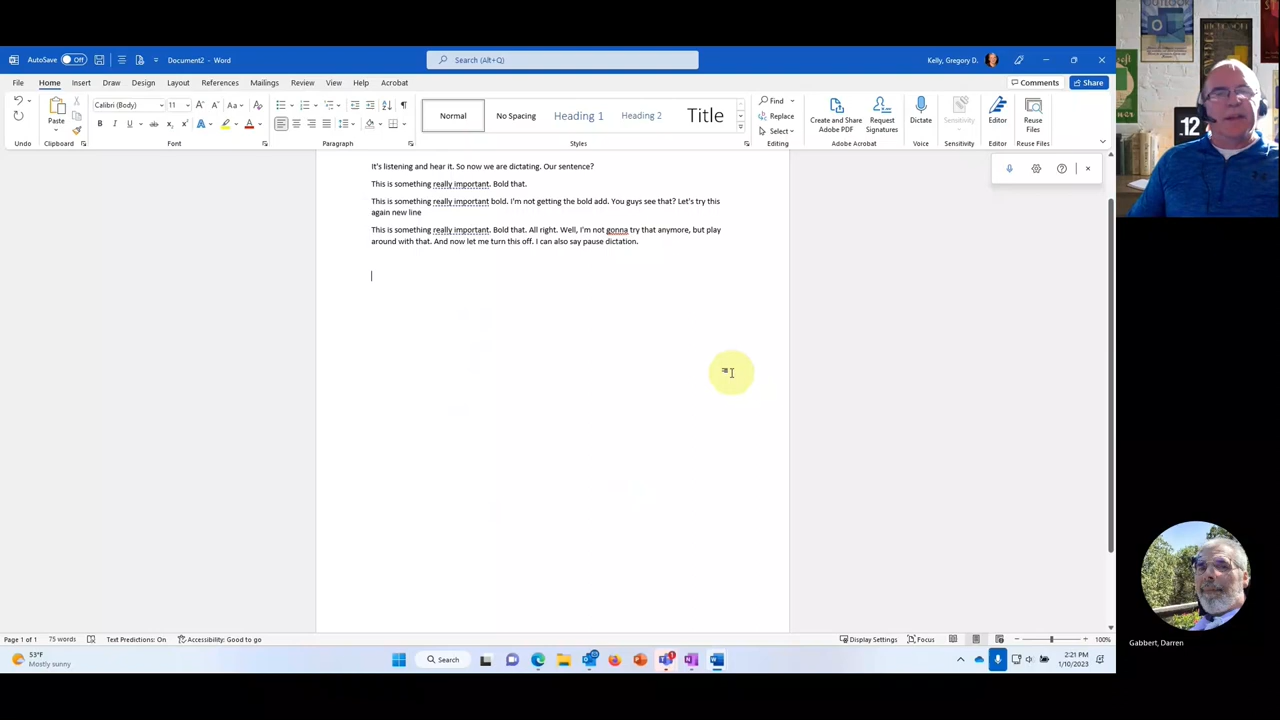 AutoSave Off Document2 - Word Search (Alt+Q) Kelly, Gregory D.
File Home Insert Draw Design Layout References Mailings Review View Help Acrobat Comments Share
Calibri (Body) 11 Aa
Paste
Undo Clipboard Font Paragraph
Normal No Spacing Heading 1 Heading 2 Title
Styles
Find
Replace
Select
Editing
Create and Share
Adobe PDF
Request
Signatures
Adobe Acrobat
Dictate
Voice
Sensitivity
Sensitivity
Editor
Editor
Reuse
Files
Reuse Files
OUTLOOK
12
It's listening and hear it. So now we are dictating. Our sentence?
This is something really important. Bold that.
This is something really important bold. I'm not getting the bold add. You guys see that? Let's try this
again new line
This is something really important. Bold that. All right. Well, I'm not gonna try that anymore, but play
around with that. And now let me turn this off. I can also say pause dictation.
Gabbert, Darren
Page 1 of 1 75 words Text Predictions: On Accessibility: Good to go Display Settings Focus 100%
53°F
Mostly sunny
Search
2:21 PM
1/10/2023